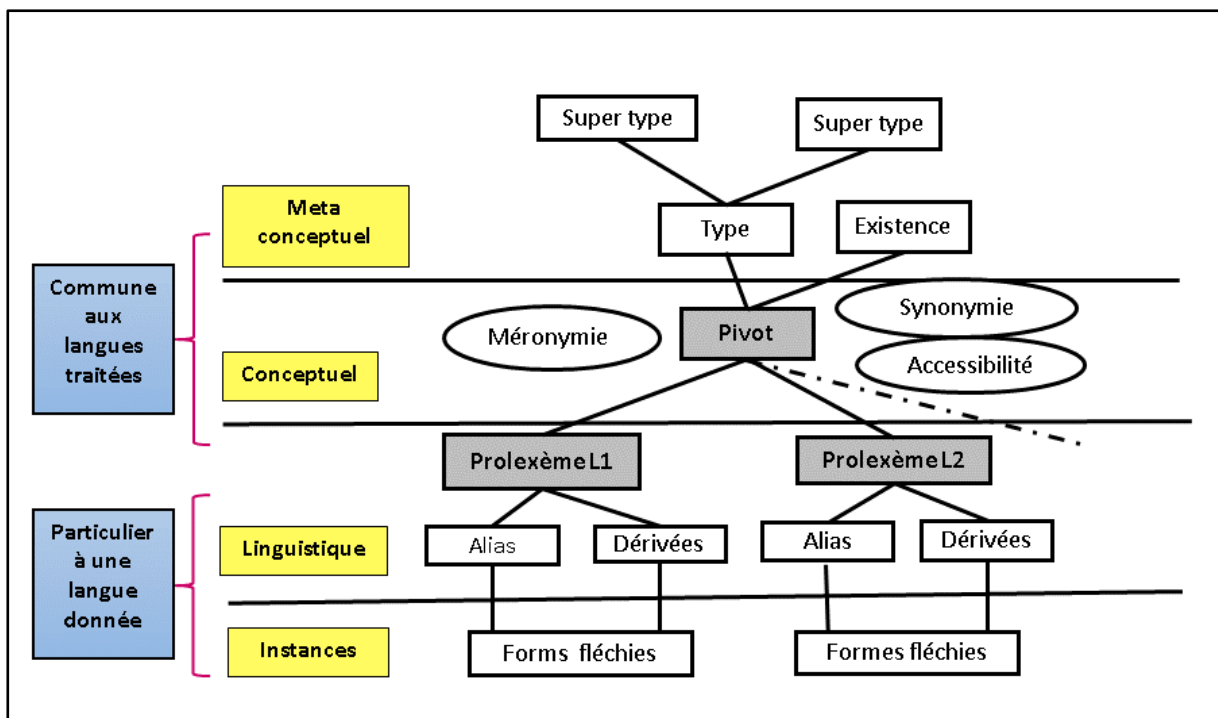 Super type
Super type
Meta
conceptuel
Type
Existence
Commune
aux
langues
traîtées
Méronymie
Pivot
Synonymie
Accessibilité
Conceptuel
Prolexème L1
Prolexème L2
Particulier
à une
langue
donnée
Linguistique
Alias
Dérivées
Alias
Dérivées
Instances
Forms fléchies
Formes fléchies